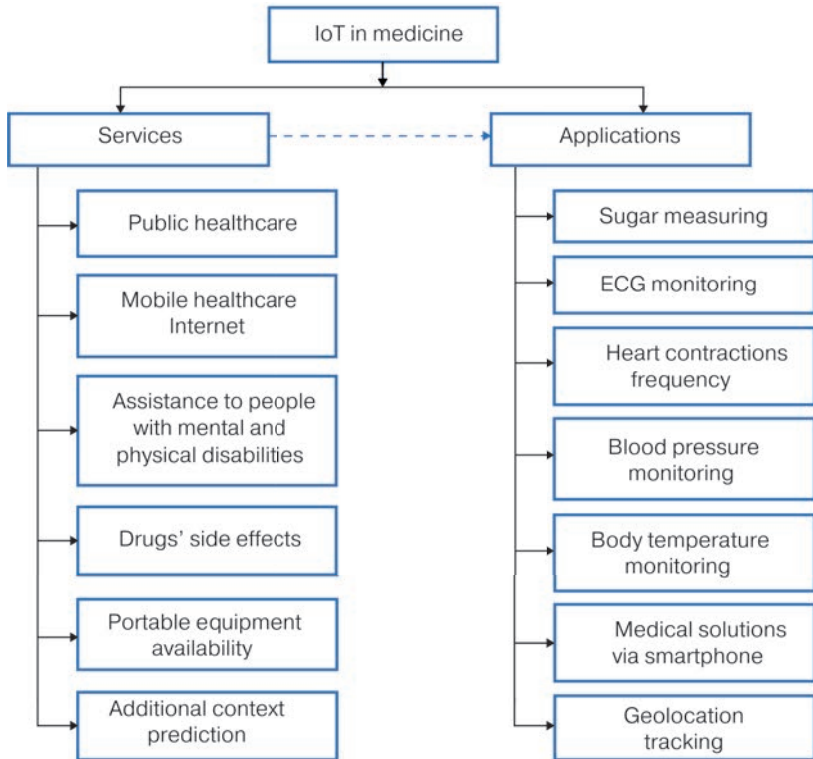 IoT in medicine
Services
Applications
Public healthcare
Mobile healthcare
Internet
Assistance to people
with mental and
physical disabilities
Drugs’ side effects
Portable equipment
availability
Additional context
prediction
Sugar measuring
ECG monitoring
Heart contractions
frequency
Blood pressure
monitoring
Body temperature
monitoring
Medical solutions
via smartphone
Geolocation
tracking